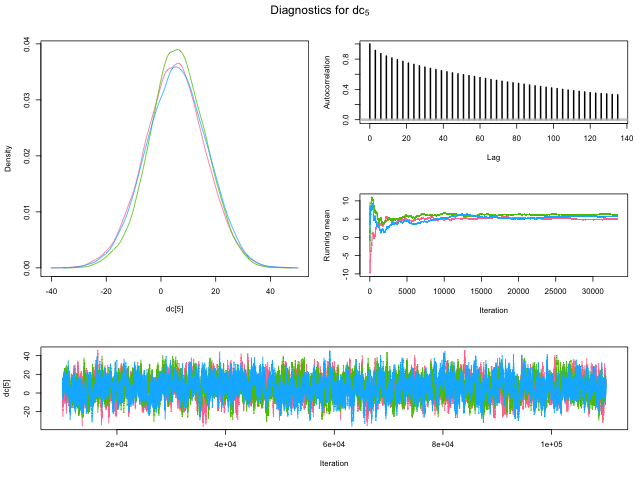 Diagnostics for dc5
Density
0.00
0.01
0.02
0.03
0.04
-40
-20
0
20
40
dc[5]
Autocorrelation
0.0
0.4
0.8
0
20
40
60
80
100
120
140
Lag
Running mean
-10
-5
0
5
10
0
5000
10000
15000
20000
25000
30000
Iteration
dc[5]
-20
0
20
40
2e+04
4e+04
6e+04
8e+04
1e+05
Iteration